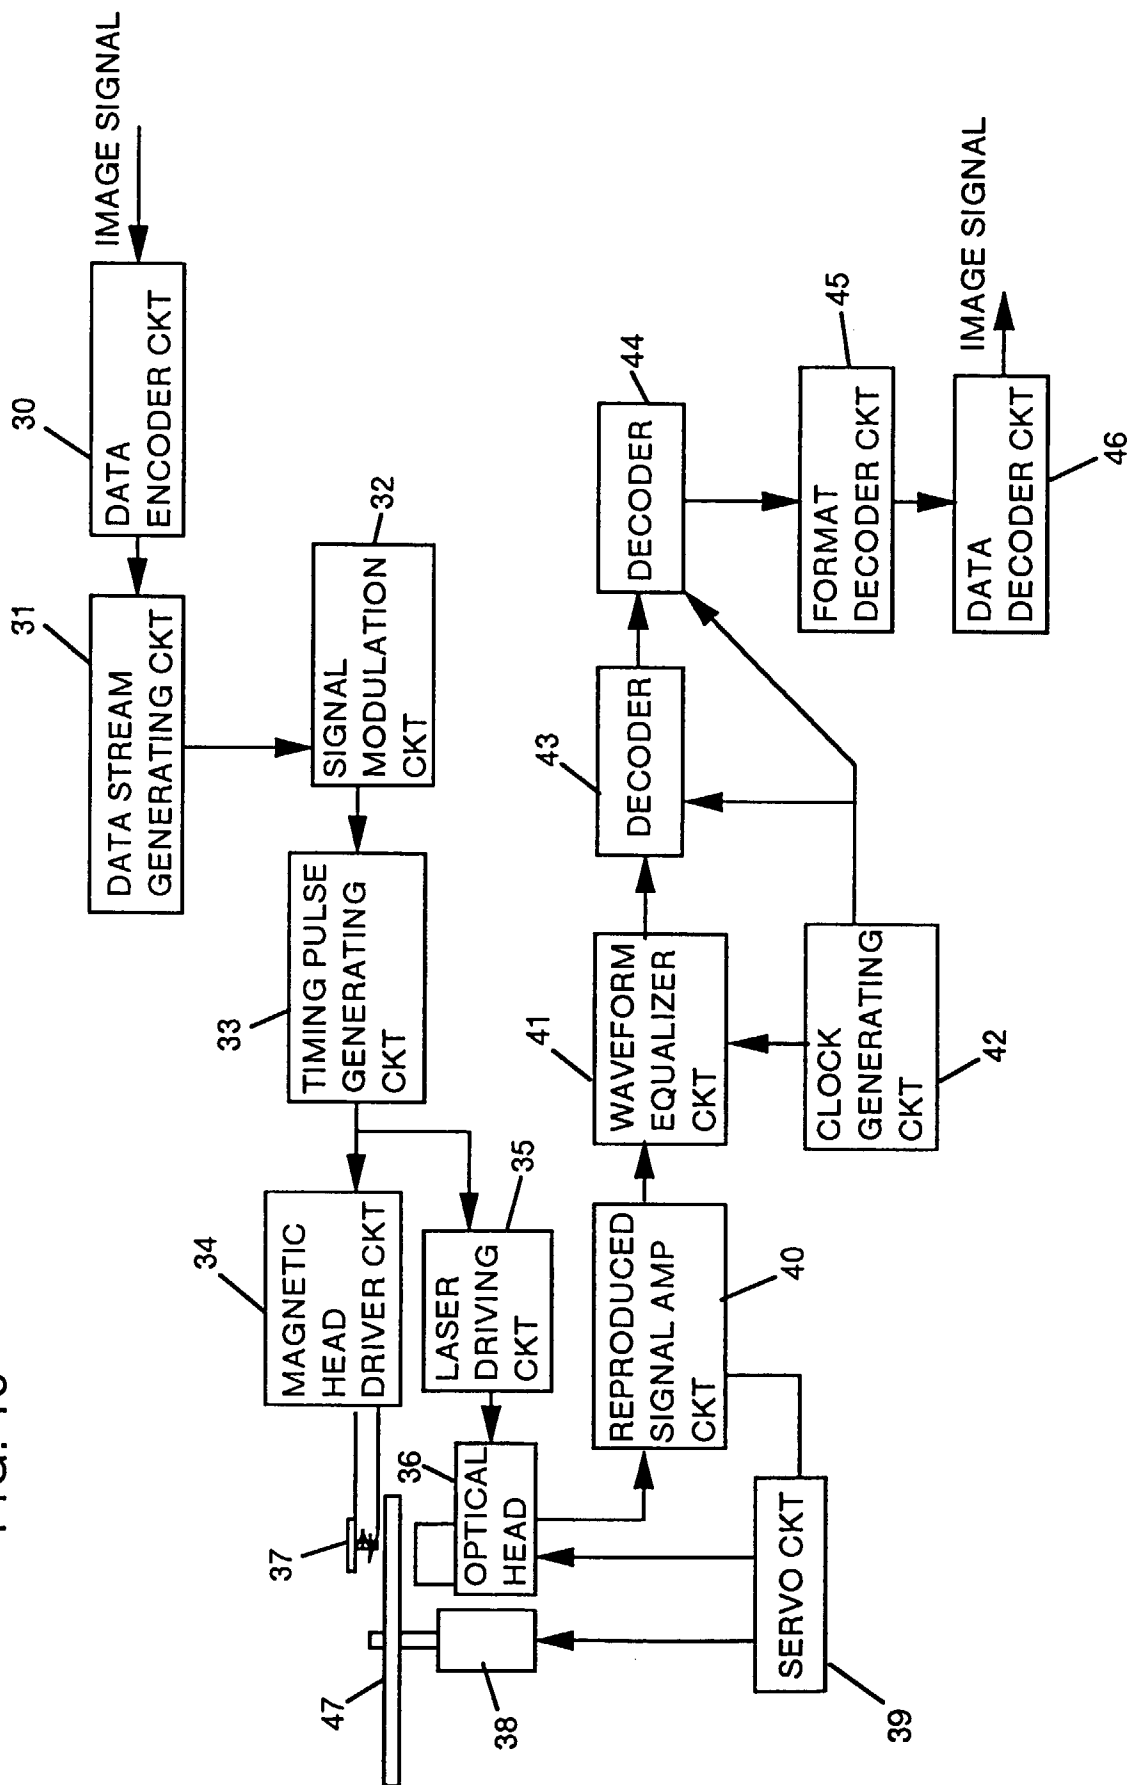 IMAGE SIGNAL
30
DATA
ENCODER CKT
31
DATA STREAM
GENERATING CKT
32
SIGNAL
MODULATION
CKT
33
TIMING PULSE
GENERATING
CKT
34
MAGNETIC
HEAD
DRIVER CKT
35
LASER
DRIVING
CKT
36
OPTICAL
HEAD
37
47
38
39
SERVO CKT
40
REPRODUCED
SIGNAL AMP
CKT
41
WAVEFORM
EQUALIZER
CKT
42
CLOCK
GENERATING
CKT
43
DECODER
44
DECODER
45
FORMAT
DECODER CKT
46
DATA
DECODER CKT
IMAGE SIGNAL